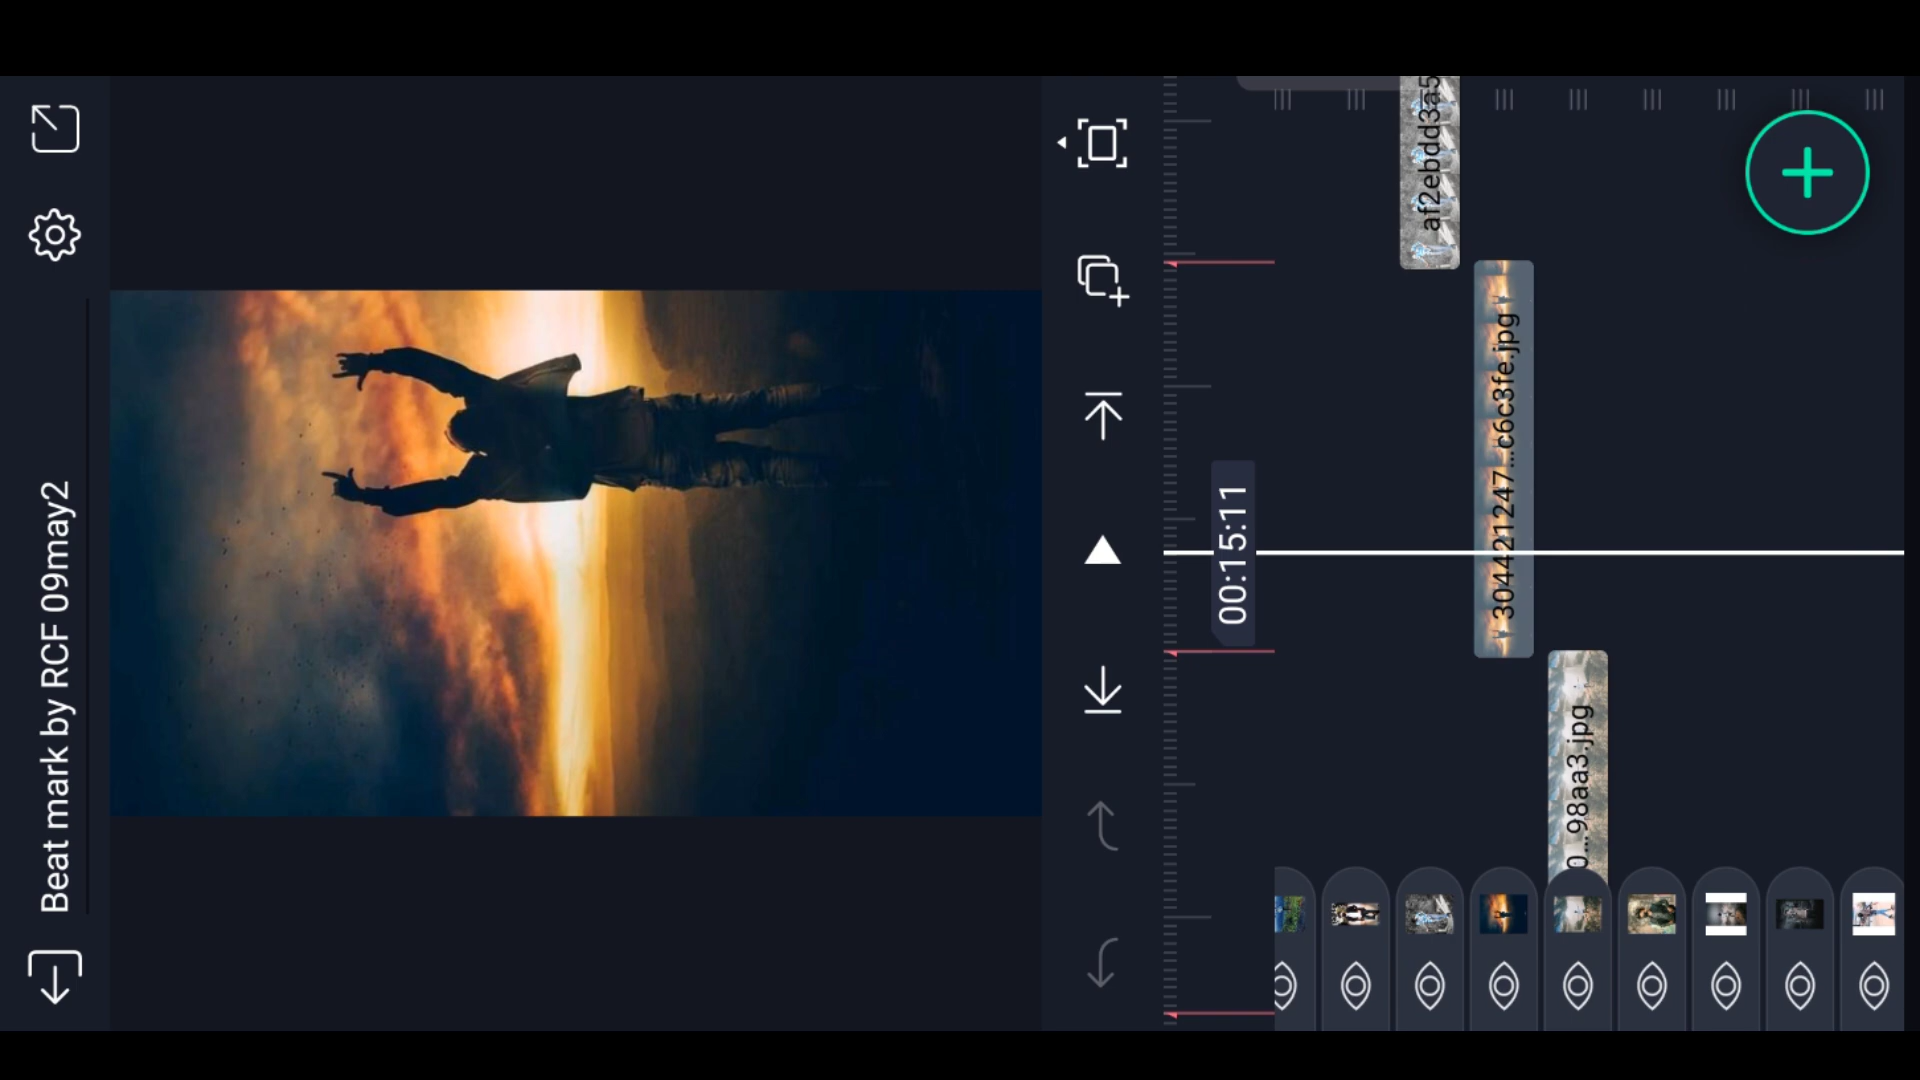 Beat mark by RCF 09may2
00:15:11
af2ebdd3a5
304421247...c6c3fe.jpg
0...98aa3.jpg